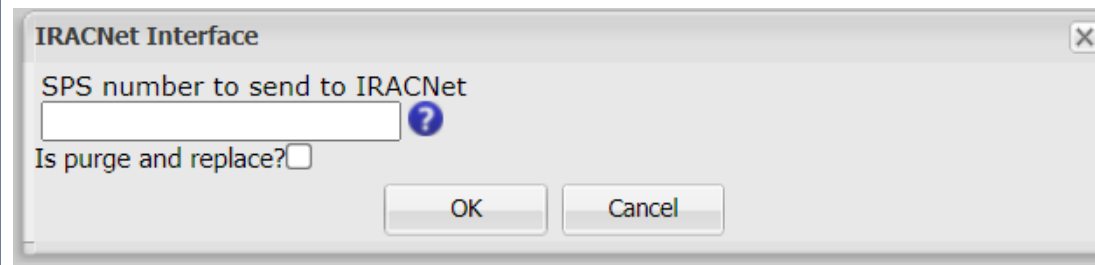 IRACNet Interface
SPS number to send to IRACNet
?
Is purge and replace?
OK Cancel